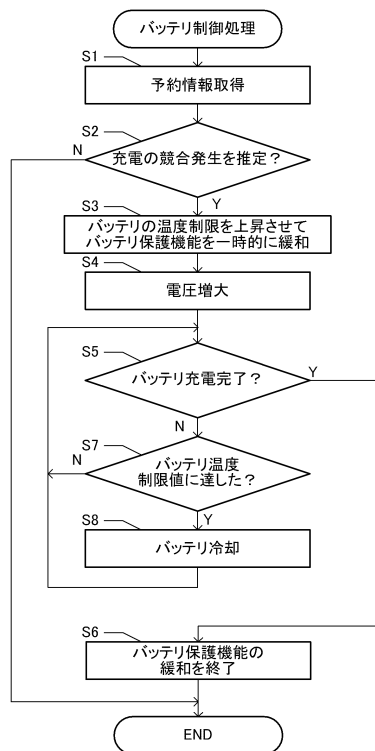 バッテリ制御処理
S1
予約情報取得
S2
N
充電の競合発生を推定？
Y
S3
バッテリの温度制限を上昇させて
バッテリ保護機能を一時的に緩和
S4
電圧増大
S5
Y
バッテリ充電完了？
N
S7
N
バッテリ温度
制限値に達した？
Y
S8
バッテリ冷却
S6
バッテリ保護機能の
緩和を終了
END